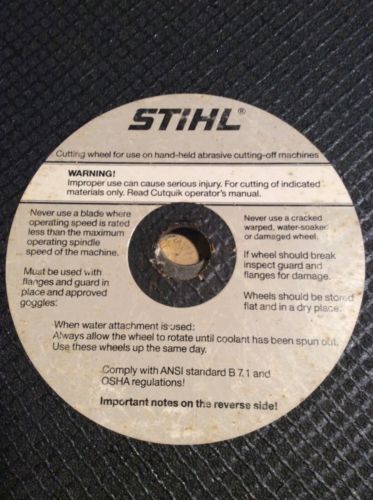 STIHL®
Cutting wheel for use on hand-held abrasive cutting-off machines
WARNING!
Improper use can cause serious injury. For cutting of indicated
materials only. Read Cutquik operator's manual.
Never use a blade where
operating speed is rated
less than the maximum
operating spindle
speed of the machine.
Must be used with
flanges and guard in
place and approved
goggles:
Never use a cracked
warped, water-soaked
or damaged wheel.
If wheel should break
inspect guard and
flanges for damage.
Wheels should be stored
flat and in a dry place.
When water attachment is used:
Always allow the wheel to rotate until coolant has been spun out.
Use these wheels up the same day.
Comply with ANSI standard B 7.1 and
OSHA regulations!
Important notes on the reverse side!